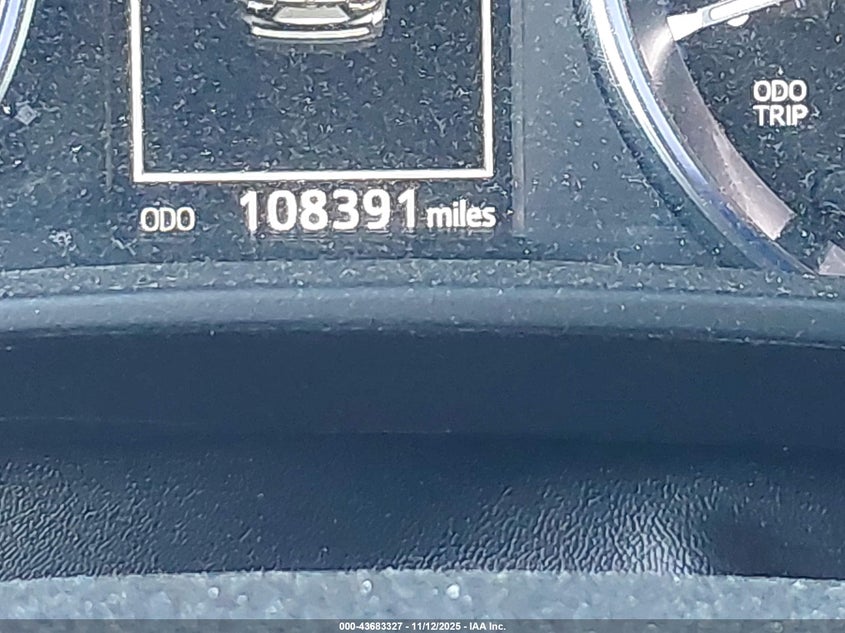 ODO
TRIP
ODO 108391 miles
000-43683327 - 11/12/2025 - IAA Inc.